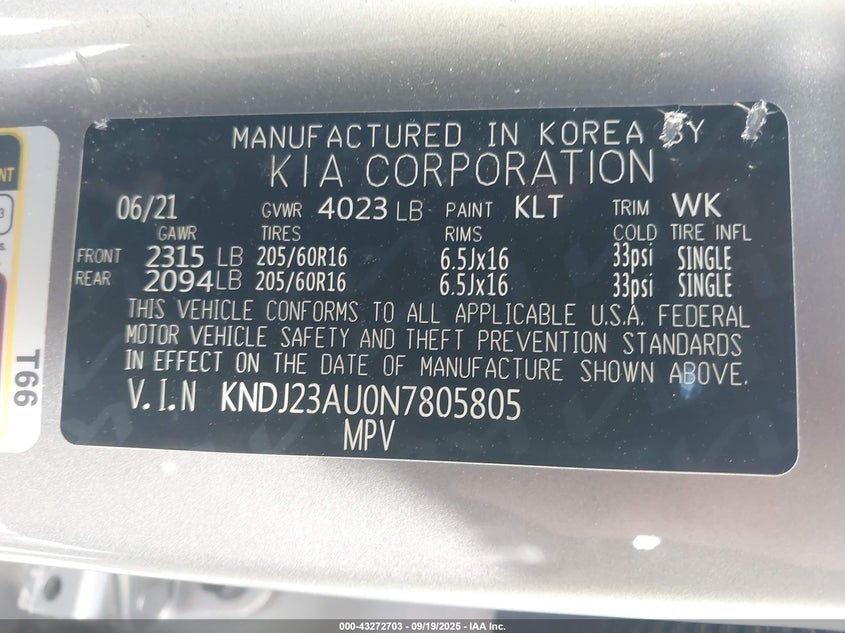 MANUFACTURED IN KOREA BY
KIA CORPORATION
06/21 GVWR 4023 LB PAINT KLT TRIM WK
GAWR TIRES RIMS COLD TIRE INFL
FRONT 2315 LB 205/60R16 6.5Jx16 33psi SINGLE
REAR 2094LB 205/60R16 6.5Jx16 33psi SINGLE
THIS VEHICLE CONFORMS TO ALL APPLICABLE U.S.A. FEDERAL
MOTOR VEHICLE SAFETY AND THEFT PREVENTION STANDARDS
IN EFFECT ON THE DATE OF MANUFACTURE SHOWN ABOVE.
V.I.N KNDJ23AU0N7805805
MPV
T66
000-43272703 - 09/19/2025 - IAA Inc.